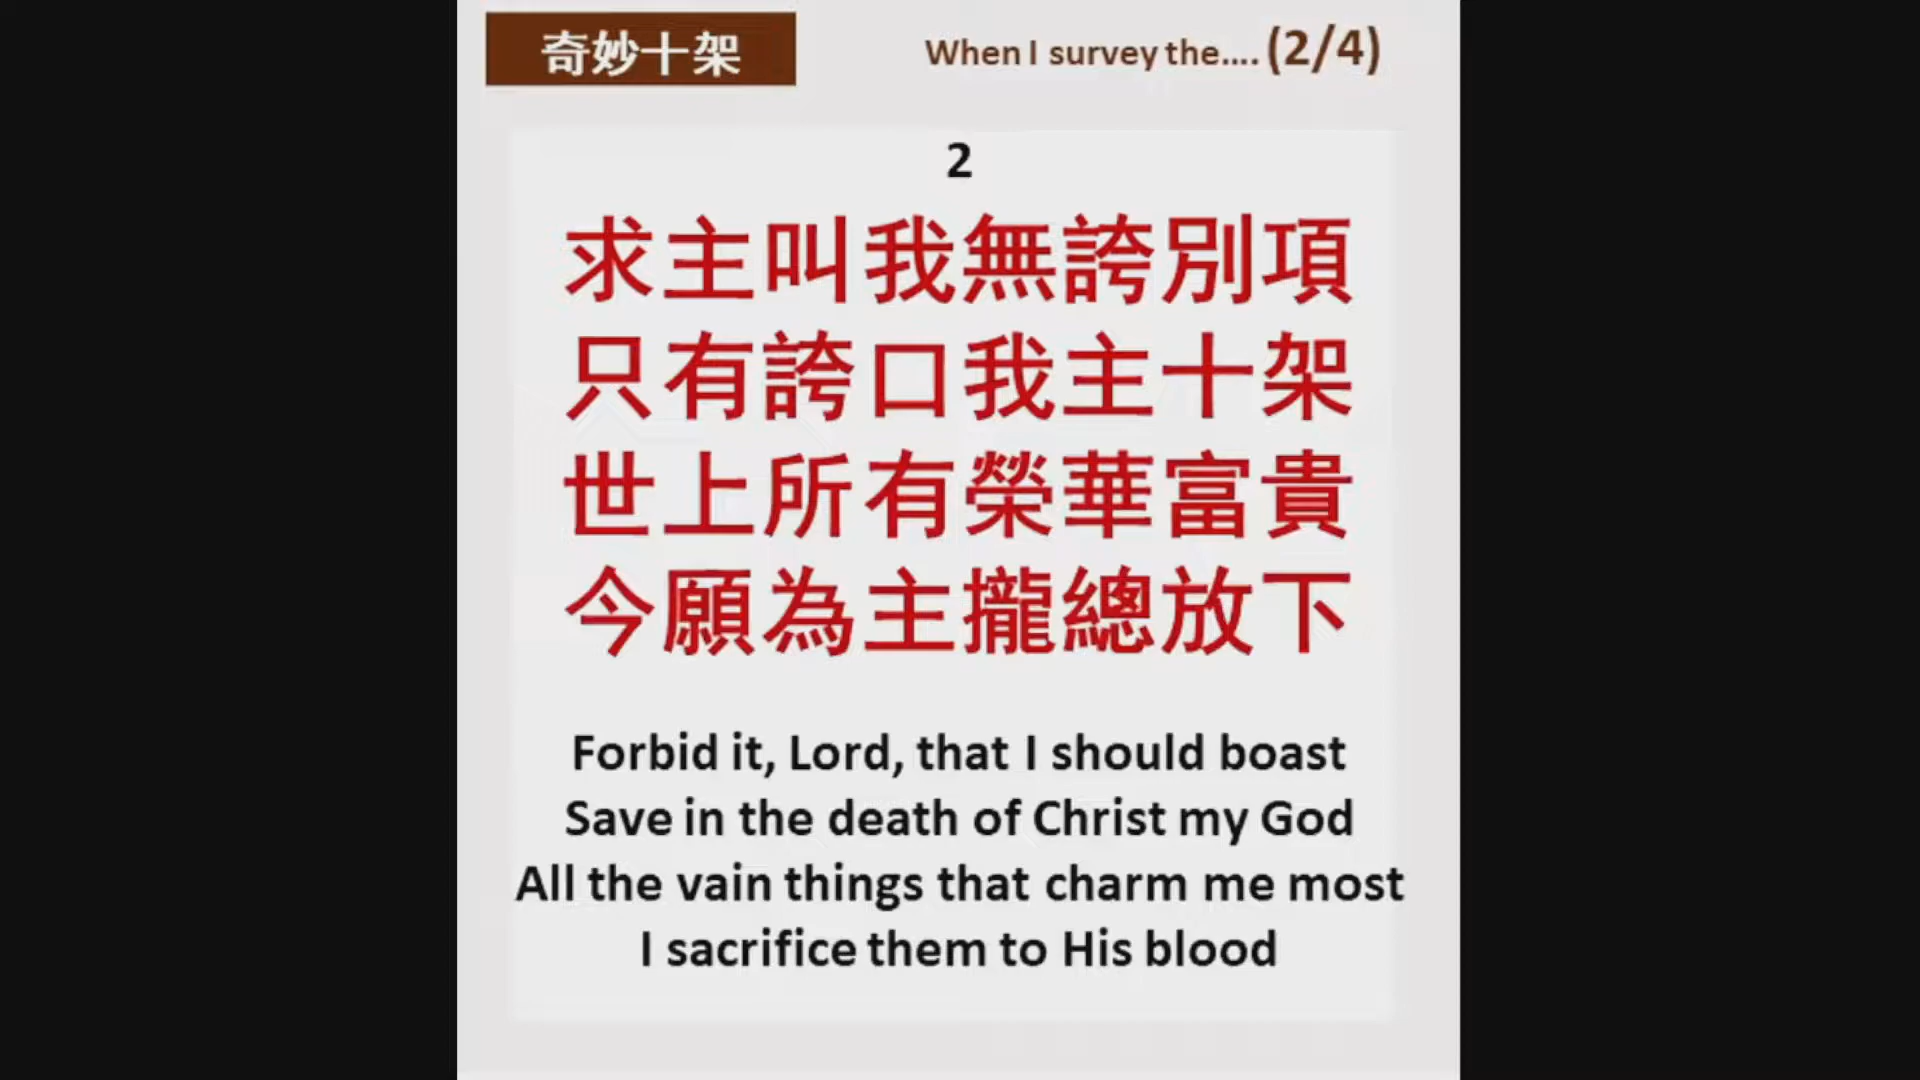 奇妙十架
When I survey the.... (2/4)
2
求主叫我無誇別項
只有誇口我主十架
世上所有榮華富貴
今願為主攏總放下
Forbid it, Lord, that I should boast
Save in the death of Christ my God
All the vain things that charm me most
I sacrifice them to His blood